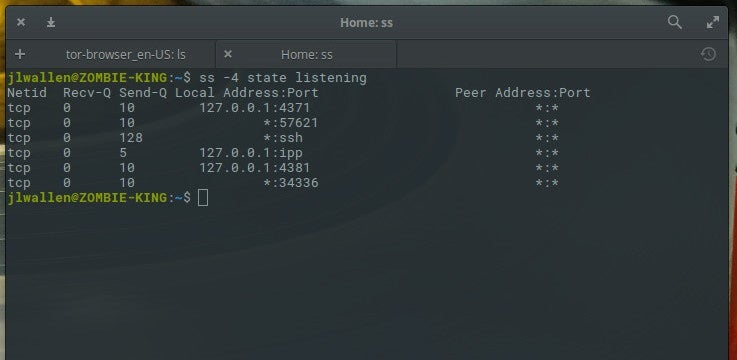 Home: ss
tor-browser_en-US: ls
Home: ss
jlwallen@ZOMBIE-KING:~$ ss -4 state listening
Netid Recv-Q Send-Q Local Address:Port Peer Address:Port
tcp 0 10 127.0.0.1:4371 *:*
tcp 0 10 *:57621 *:*
tcp 0 128 *:ssh *:*
tcp 0 5 127.0.0.1:ipp *:*
tcp 0 10 127.0.0.1:4381 *:*
tcp 0 10 *:34336 *:*
jlwallen@ZOMBIE-KING:~$